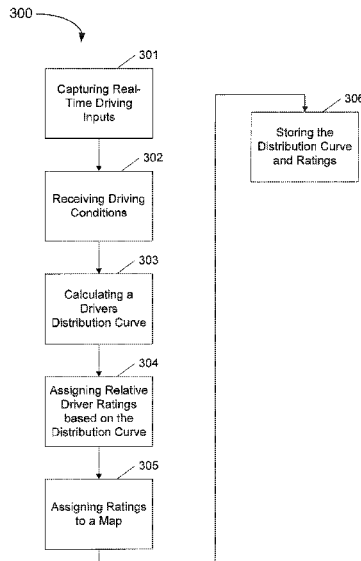 300
301
Capturing Real-
Time Driving
Inputs
302
Receiving Driving
Conditions
303
Calculating a
Drivers
Distribution Curve
304
Assigning Relative
Driver Ratings
based on the
Distribution Curve
305
Assigning Ratings
to a Map
306
Storing the
Distribution Curve
and Ratings